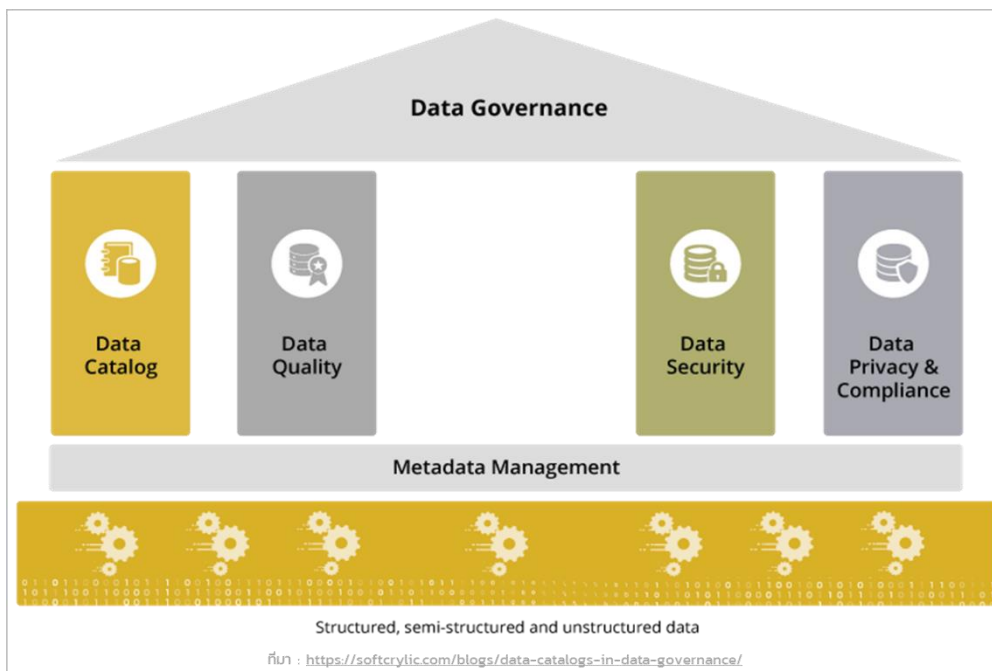 Data Governance
Data
Catalog
Data
Quality
Data
Security
Data
Privacy &
Compliance
Metadata Management
Structured, semi-structured and unstructured data
ที่มา : https://softcrylic.com/blogs/data-catalogs-in-data-governance/